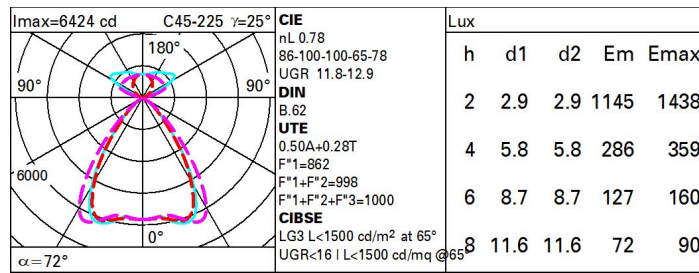 Imax=6424 cd C45-225 γ=25°
180°
90° 90°
6000
0°
α=72°
CIE
nL 0.78
86-100-100-65-78
UGR 11.8-12.9
DIN
B.62
UTE
0.50A+0.28T
F"1=862
F"1+F"2=998
F"1+F"2+F"3=1000
CIBSE
LG3 L<1500 cd/m² at 65°
UGR<16 | L<1500 cd/mq @65°
Lux
h d1 d2 Em Emax
2 2.9 2.9 1145 1438
4 5.8 5.8 286 359
6 8.7 8.7 127 160
8 11.6 11.6 72 90